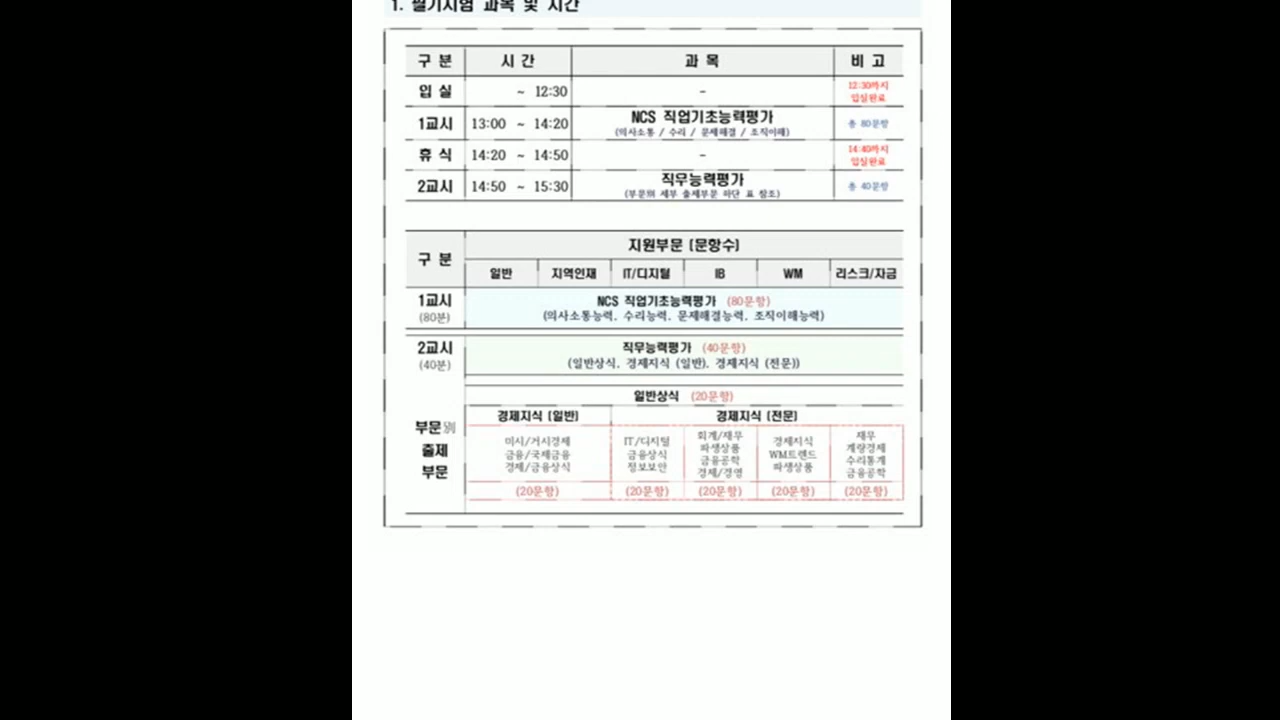 1. 필기시험 과목 및 시간
구 분 시 간 과 목 비 고
입 실 ~ 12:30 - 12:30까지 입실완료
1교시 13:00 ~ 14:20 NCS 직업기초능력평가 총 80문항
(의사소통 / 수리 / 문제해결 / 조직이해)
휴 식 14:20 ~ 14:50 - 14:40까지 입실완료
2교시 14:50 ~ 15:30 직무능력평가 총 40문항
(부문別 세부 출제부문 하단 표 참조)
구 분 지원부문 (문항수)
일반 지역인재 IT/디지털 IB WM 리스크/자금
1교시 NCS 직업기초능력평가 (80문항)
(80분) (의사소통능력, 수리능력, 문제해결능력, 조직이해능력)
2교시 직무능력평가 (40문항)
(40분) (일반상식, 경제지식 (일반), 경제지식 (전문))
부문別
출제
부문
일반상식 (20문항)
경제지식 (일반) 경제지식 (전문)
미시/거시경제
금융/국제금융
경제/금융상식
(20문항)
IT/디지털
금융상식
정보보안
(20문항)
회계/재무
파생상품
금융공학
경제/경영
(20문항)
경제지식
WM트렌드
파생상품
(20문항)
재무
계량경제
수리통계
금융공학
(20문항)